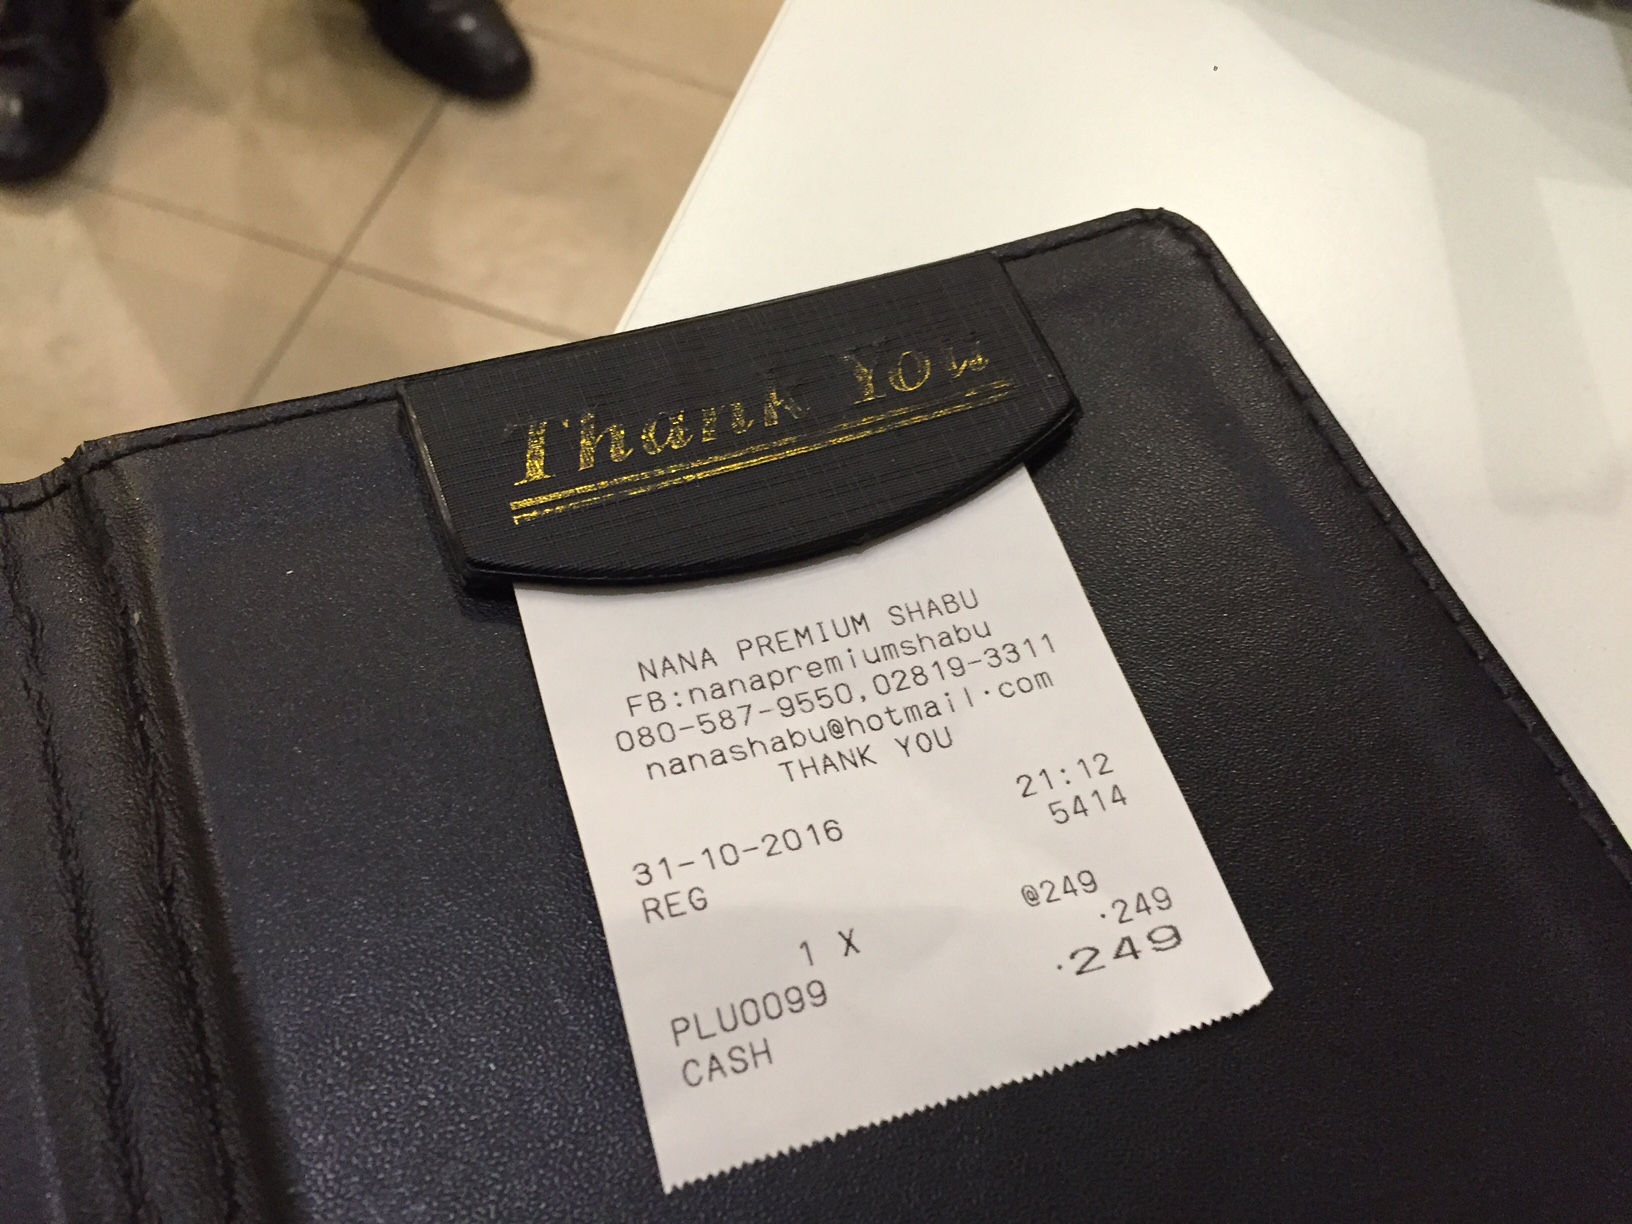 Thank You
NANA PREMIUM SHABU
FB:nanapremiumshabu
080-587-9550,02819-3311
nanashabu@hotmail.com
THANK YOU
31-10-2016 21:12
REG 5414
1 X @249
PLU0099 ·249
CASH ·249